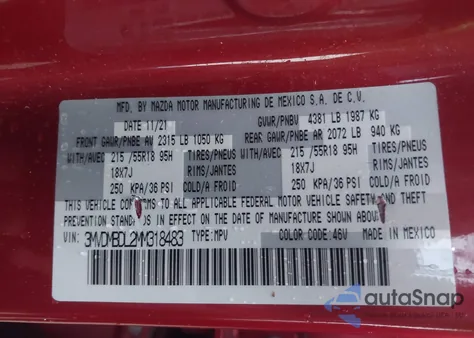 MFD. BY MAZDA MOTOR MANUFACTURING DE MEXICO S.A. DE C.V.
DATE 11/21 GVWR/PNBV 4381 LB 1987 KG
FRONT GAWR/PNBE AV 2315 LB 1050 KG REAR GAWR/PNBE AR 2072 LB 940 KG
WITH/AVEC 215 /55R18 95H TIRES/PNEUS WITH/AVEC 215 /55R18 95H TIRES/PNEUS
18X7J RIMS/JANTES 18X7J RIMS/JANTES
250 KPA/36 PSI COLD/A FROID 250 KPA/36 PSI COLD/A FROID
THIS VEHICLE CONFORMS TO ALL APPLICABLE FEDERAL MOTOR VEHICLE SAFETY AND THEFT
PREVENTION IN EFFECT ON THE DATE OF MANUFACTURE SHOWN ABOVE.
VIN: 3MVDMBDL2MM318483 TYPE: MPV COLOR CODE: 46V MADE IN MEXICO
autoSnap